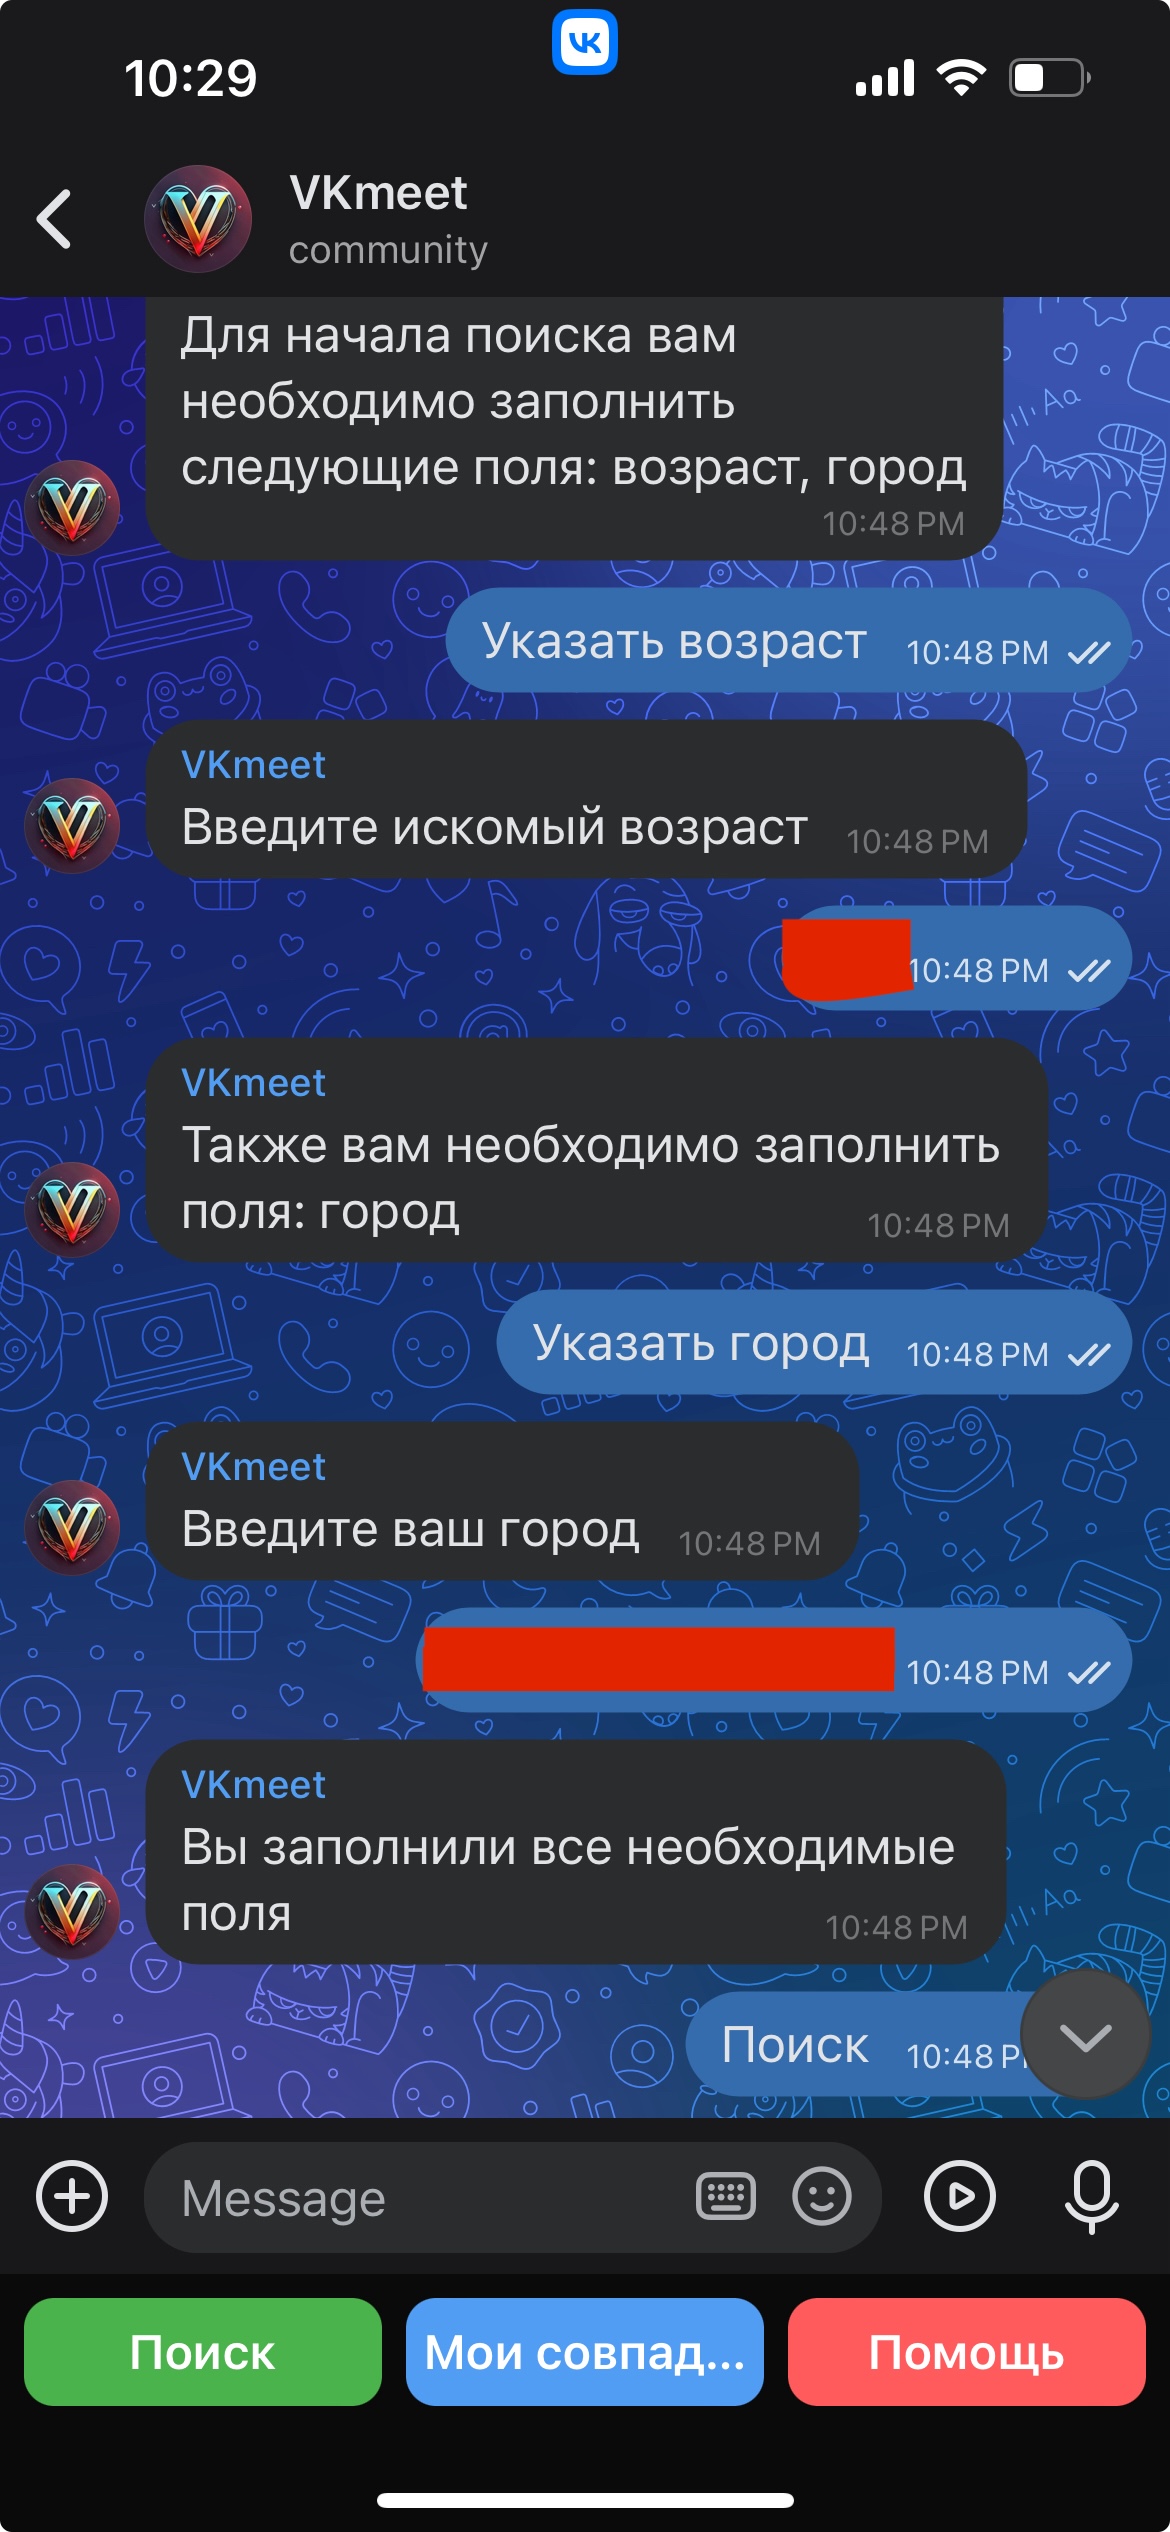 10:29
VKmeet
community
Для начала поиска вам
необходимо заполнить
следующие поля: возраст, город
10:48 PM
Указать возраст 10:48 PM
VKmeet
Введите искомый возраст 10:48 PM
10:48 PM
VKmeet
Также вам необходимо заполнить
поля: город 10:48 PM
Указать город 10:48 PM
VKmeet
Введите ваш город 10:48 PM
10:48 PM
VKmeet
Вы заполнили все необходимые
поля 10:48 PM
Поиск 10:48
Message
Поиск Мои совпад... Помощь